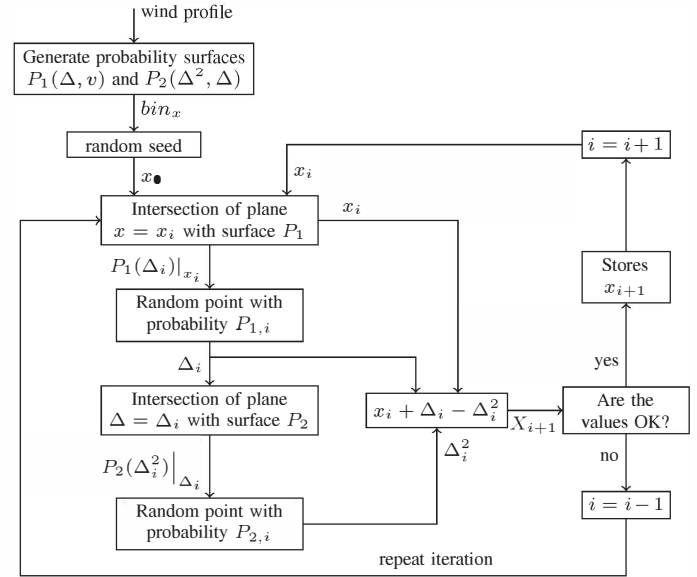 wind profile
Generate probability surfaces
P₁(Δ, v) and P₂(Δ², Δ)
binₓ
random seed
x
i = i+1
xᵢ
xᵢ
Intersection of plane
x = xᵢ with surface P₁
P₁(Δᵢ)|ₓᵢ
Stores
xᵢ₊₁
Random point with
probability P₁,ᵢ
Δᵢ
yes
Intersection of plane
Δ = Δᵢ with surface P₂
xᵢ + Δᵢ − Δᵢ²
Xᵢ₊₁
Are the
values OK?
P₂(Δᵢ²)|_Δᵢ
Δᵢ²
no
Random point with
probability P₂,ᵢ
i = i−1
repeat iteration